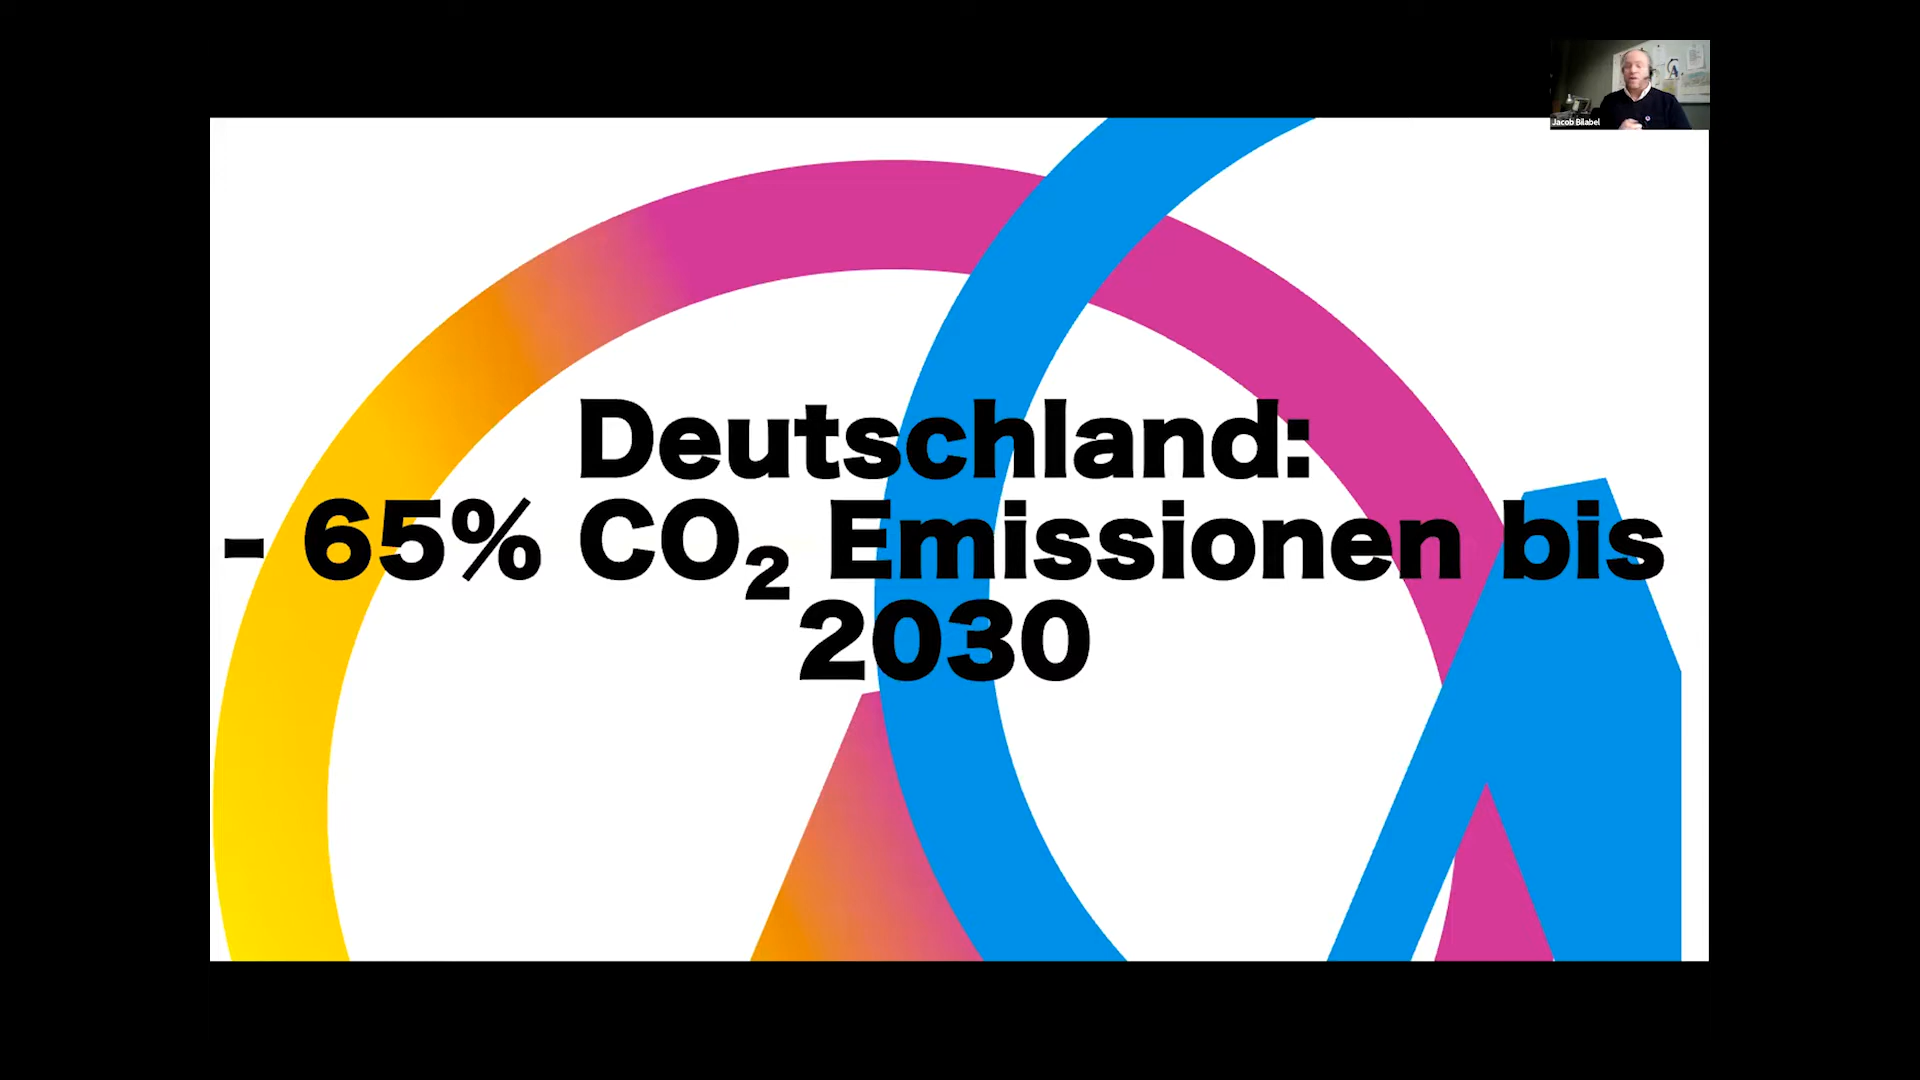 Jacob Bilabel
Deutschland:
- 65% CO₂ Emissionen bis
2030